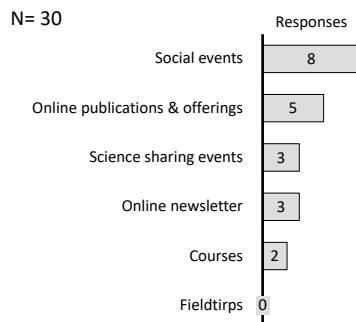 N= 30
Responses
Social events 8
Online publications & offerings 5
Science sharing events 3
Online newsletter 3
Courses 2
Fieldtirps 0